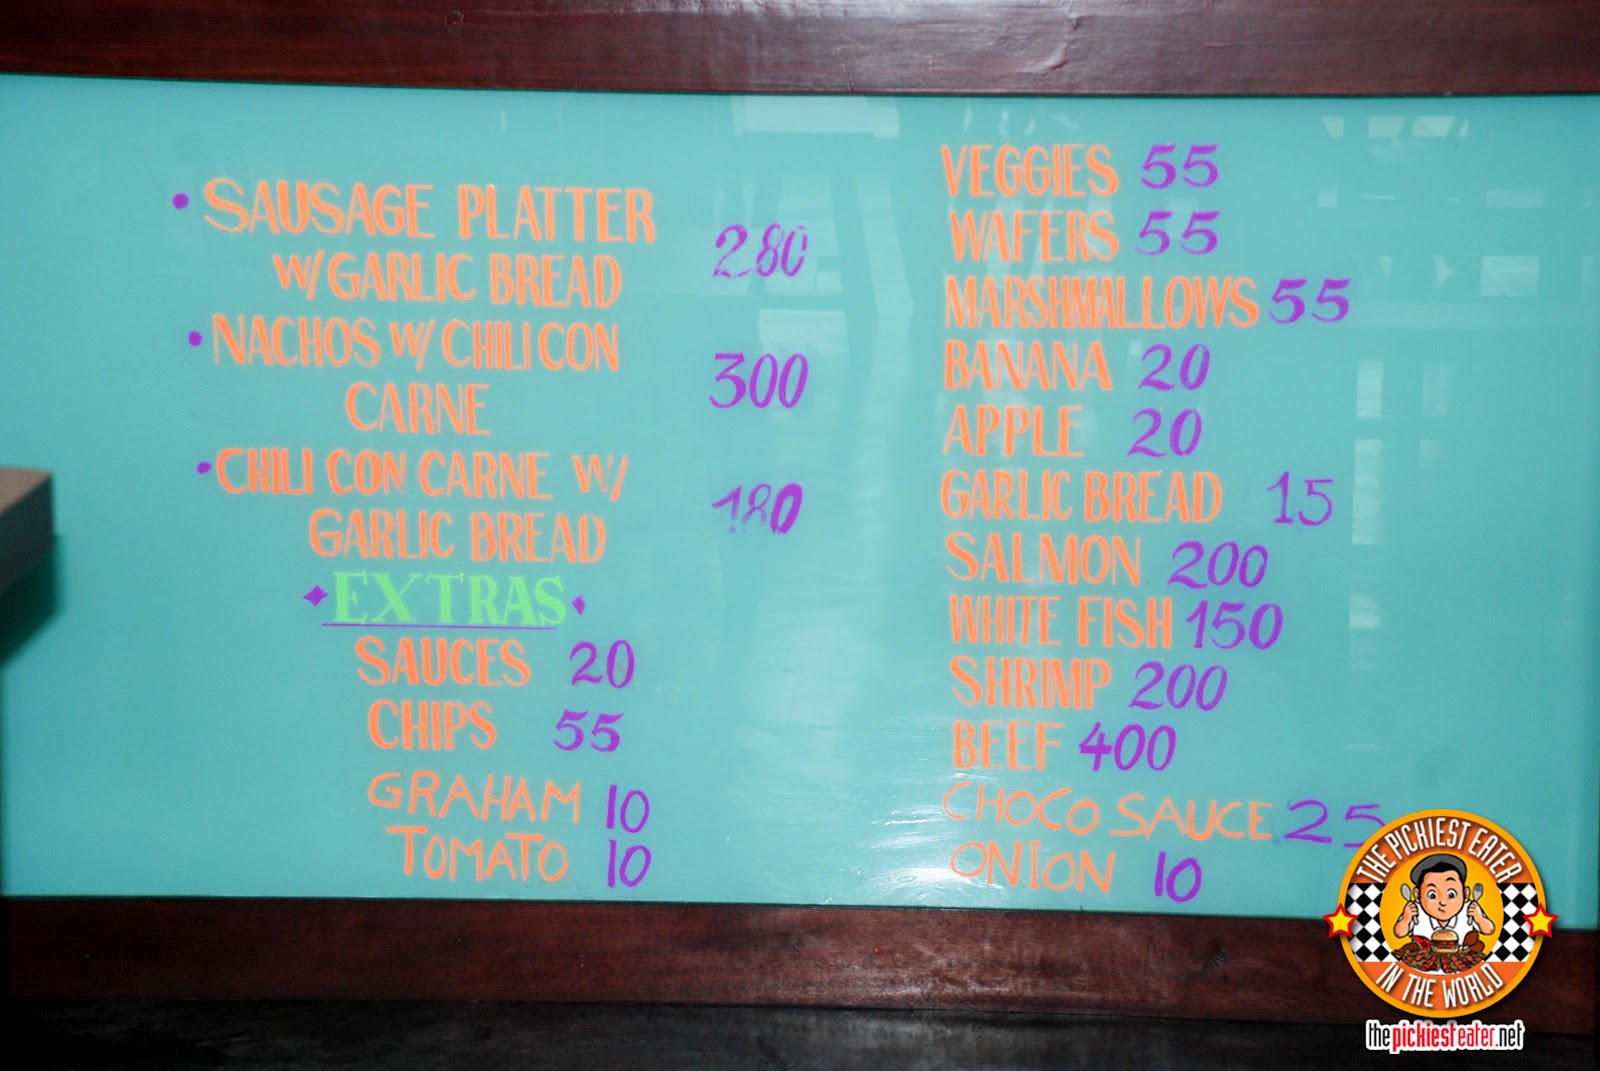 • SAUSAGE PLATTER
W/ GARLIC BREAD 280
• NACHOS W/ CHILI CON
CARNE 300
• CHILI CON CARNE W/
GARLIC BREAD 180
EXTRAS
SAUCES 20
CHIPS 55
GRAHAM 10
TOMATO 10
VEGGIES 55
WAFERS 55
MARSHMALLOWS 55
BANANA 20
APPLE 20
GARLIC BREAD 15
SALMON 200
WHITE FISH 150
SHRIMP 200
BEEF 400
CHOCO SAUCE 25
ONION 10
THE PICKIEST EATER
IN THE WORLD
thepickiesteater.net